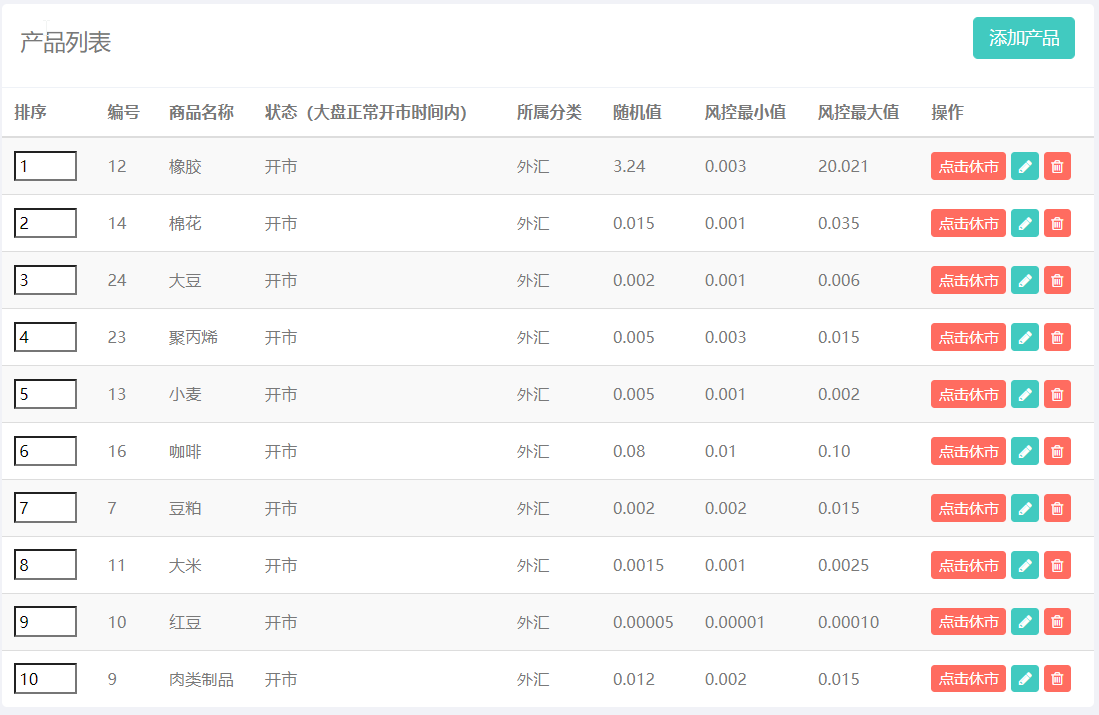 产品列表 添加产品
排序 编号 商品名称 状态（大盘正常开市时间内） 所属分类 随机值 风控最小值 风控最大值 操作
1 12 橡胶 开市 外汇 3.24 0.003 20.021 点击休市
2 14 棉花 开市 外汇 0.015 0.001 0.035 点击休市
3 24 大豆 开市 外汇 0.002 0.001 0.006 点击休市
4 23 聚丙烯 开市 外汇 0.005 0.003 0.015 点击休市
5 13 小麦 开市 外汇 0.005 0.001 0.002 点击休市
6 16 咖啡 开市 外汇 0.08 0.01 0.10 点击休市
7 7 豆粕 开市 外汇 0.002 0.002 0.015 点击休市
8 11 大米 开市 外汇 0.0015 0.001 0.0025 点击休市
9 10 红豆 开市 外汇 0.00005 0.00001 0.00010 点击休市
10 9 肉类制品 开市 外汇 0.012 0.002 0.015 点击休市